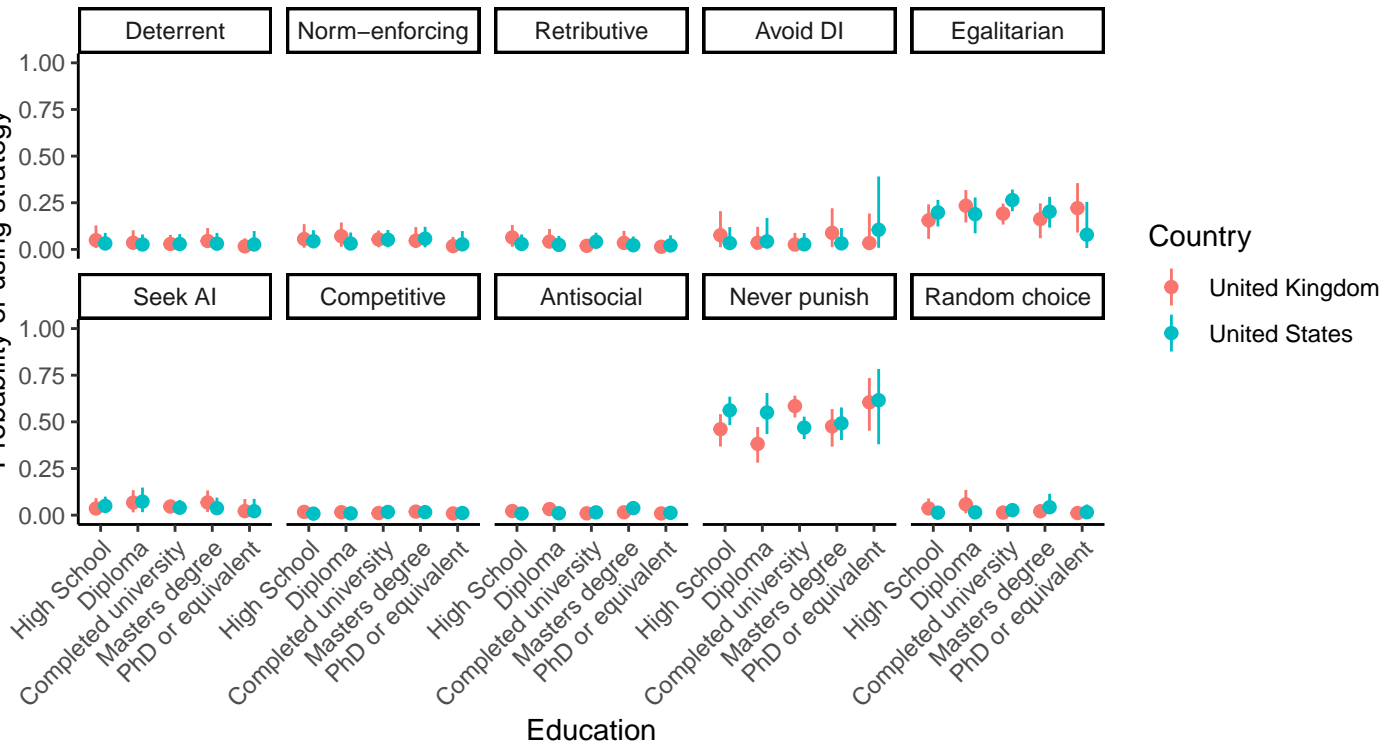 Deterrent
Norm−enforcing
Retributive
Avoid DI
Egalitarian
1.00
0.75
0.50
0.25
0.00
Seek AI
Competitive
Antisocial
Never punish
Random choice
1.00
0.75
0.50
0.25
0.00
Probability of using strategy
High School
Diploma
Completed university
Masters degree
PhD or equivalent
High School
Diploma
Completed university
Masters degree
PhD or equivalent
High School
Diploma
Completed university
Masters degree
PhD or equivalent
High School
Diploma
Completed university
Masters degree
PhD or equivalent
High School
Diploma
Completed university
Masters degree
PhD or equivalent
Education
Country
United Kingdom
United States